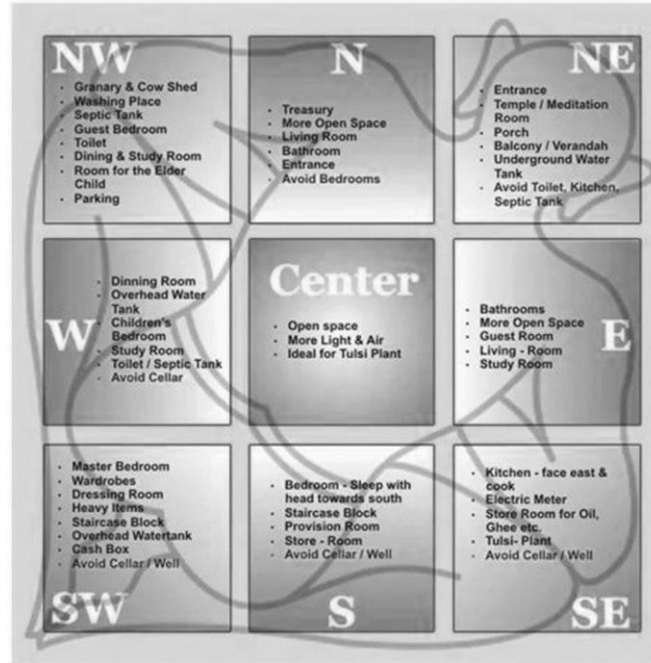 NW
· Granary & Cow Shed
· Washing Place
· Septic Tank
· Guest Bedroom
· Toilet
· Dining & Study Room
· Room for the Elder
Child
· Parking
N
· Treasury
· More Open Space
· Living Room
· Bathroom
· Entrance
· Avoid Bedrooms
NE
· Entrance
· Temple / Meditation
Room
· Porch
· Balcony / Verandah
· Underground Water
Tank
· Avoid Toilet, Kitchen,
Septic Tank
W
· Dinning Room
· Overhead Water
Tank
· Children's
Bedroom
· Study Room
· Toilet / Septic Tank
· Avoid Cellar
Center
· Open space
· More Light & Air
· Ideal for Tulsi Plant
E
· Bathrooms
· More Open Space
· Guest Room
· Living - Room
· Study Room
· Master Bedroom
· Wardrobes
· Dressing Room
· Heavy Items
· Staircase Block
· Overhead Watertank
· Cash Box
· Avoid Cellar / Well
SW
· Bedroom - Sleep with
head towards south
· Staircase Block
· Provision Room
· Store - Room
· Avoid Cellar / Well
S
· Kitchen - face east &
cook
· Electric Meter
· Store Room for Oil,
Ghee etc.
· Tulsi- Plant
· Avoid Cellar / Well
SE